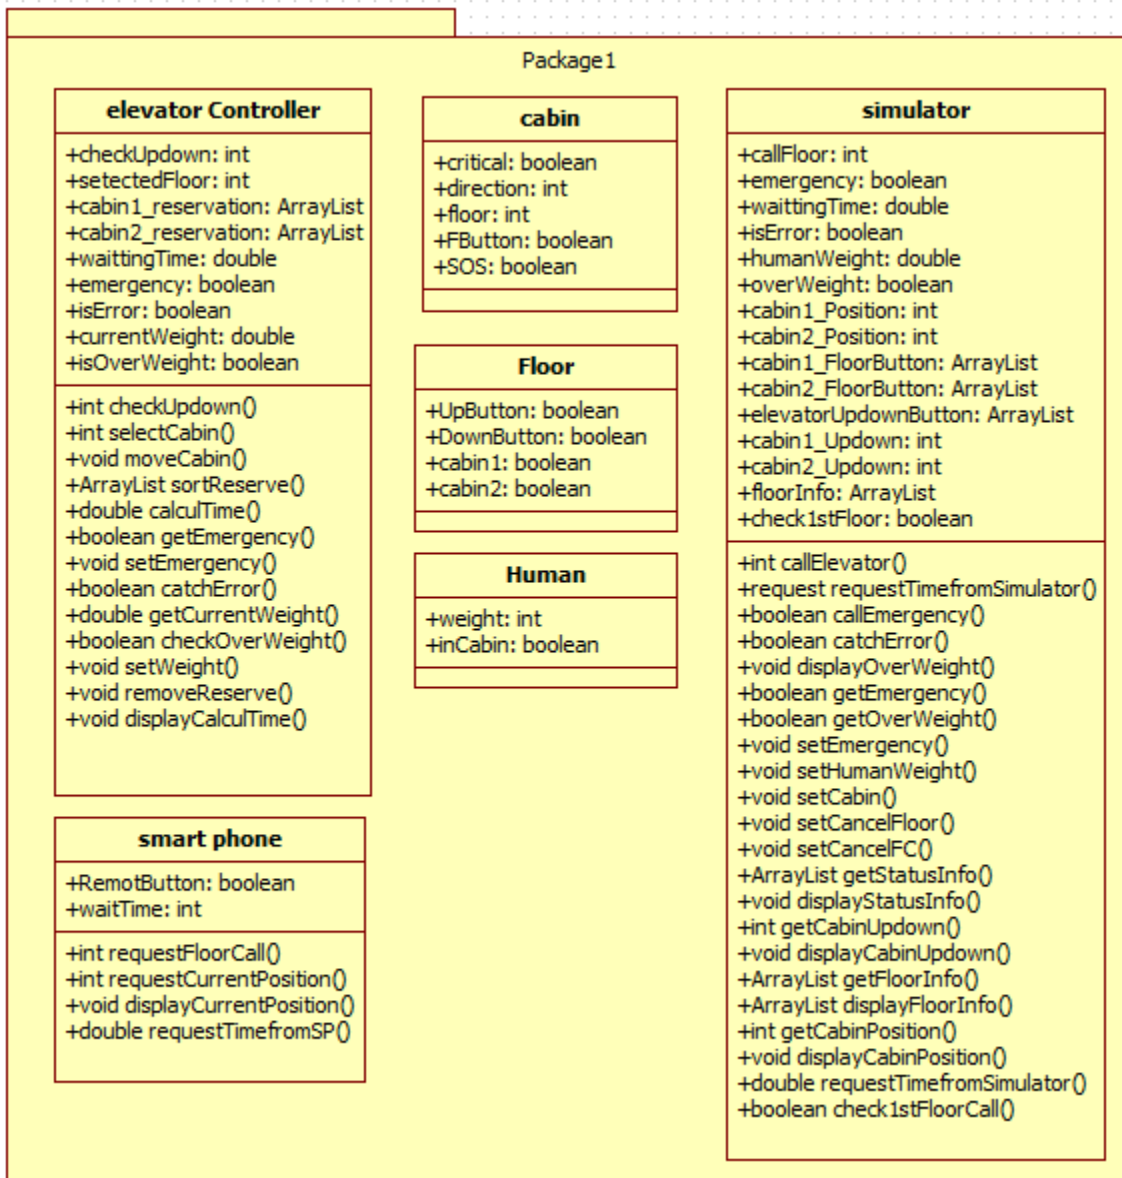 Package1
elevator Controller
+checkUpdown: int
+setectedFloor: int
+cabin1_reservation: ArrayList
+cabin2_reservation: ArrayList
+waittingTime: double
+emergency: boolean
+isError: boolean
+currentWeight: double
+isOverWeight: boolean
+int checkUpdown()
+int selectCabin()
+void moveCabin()
+ArrayList sortReserve()
+double calculTime()
+boolean getEmergency()
+void setEmergency()
+boolean catchError()
+double getCurrentWeight()
+boolean checkOverWeight()
+void setWeight()
+void removeReserve()
+void displayCalculTime()
smart phone
+RemotButton: boolean
+waitTime: int
+int requestFloorCall()
+int requestCurrentPosition()
+void displayCurrentPosition()
+double requestTimefromSP()
cabin
+critical: boolean
+direction: int
+floor: int
+FButton: boolean
+SOS: boolean
Floor
+UpButton: boolean
+DownButton: boolean
+cabin1: boolean
+cabin2: boolean
Human
+weight: int
+inCabin: boolean
simulator
+callFloor: int
+emergency: boolean
+waittingTime: double
+isError: boolean
+humanWeight: double
+overWeight: boolean
+cabin1_Position: int
+cabin2_Position: int
+cabin1_FloorButton: ArrayList
+cabin2_FloorButton: ArrayList
+elevatorUpdownButton: ArrayList
+cabin1_Updown: int
+cabin2_Updown: int
+floorInfo: ArrayList
+check1stFloor: boolean
+int callElevator()
+request requestTimefromSimulator()
+boolean callEmergency()
+boolean catchError()
+void displayOverWeight()
+boolean getEmergency()
+boolean getOverWeight()
+void setEmergency()
+void setHumanWeight()
+void setCabin()
+void setCancelFloor()
+void setCancelFC()
+ArrayList getStatusInfo()
+void displayStatusInfo()
+int getCabinUpdown()
+void displayCabinUpdown()
+ArrayList getFloorInfo()
+ArrayList displayFloorInfo()
+int getCabinPosition()
+void displayCabinPosition()
+double requestTimefromSimulator()
+boolean check1stFloorCall()